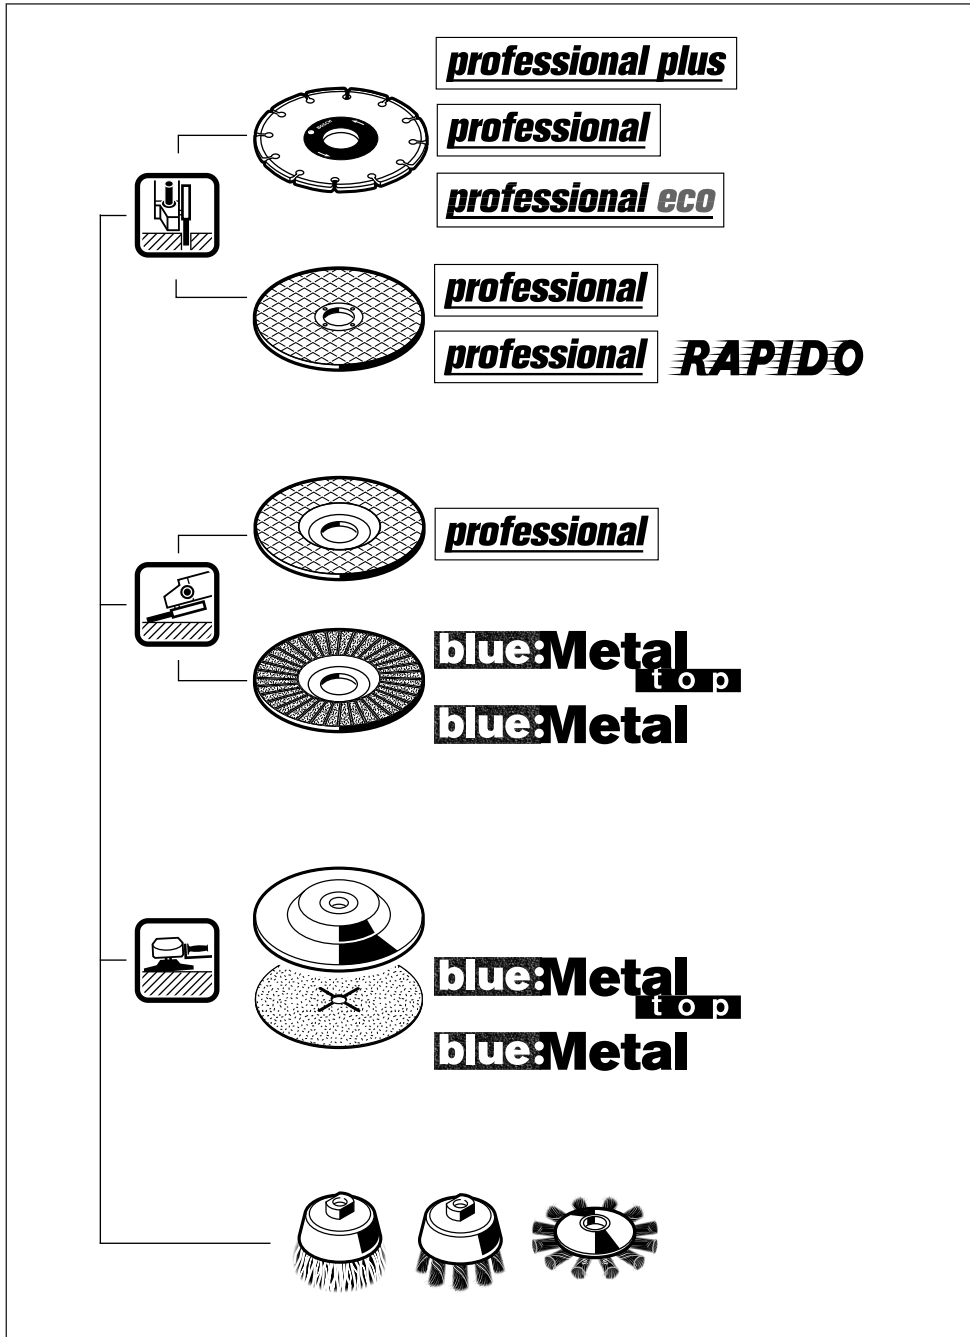 professional plus
BOSCH
professional
professional eco
professional
professional RAPIDO
professional
blue:Metal
top
blue:Metal
blue:Metal
top
blue:Metal